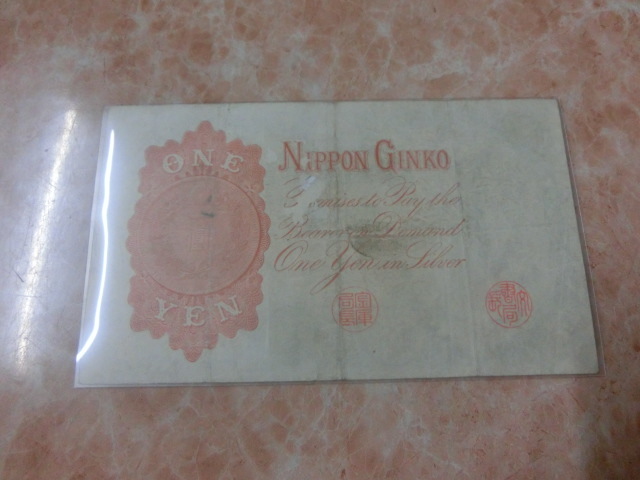 ONE
YEN
NIPPON GINKO
Promises to Pay the
Bearer on Demand
One Yen in Silver